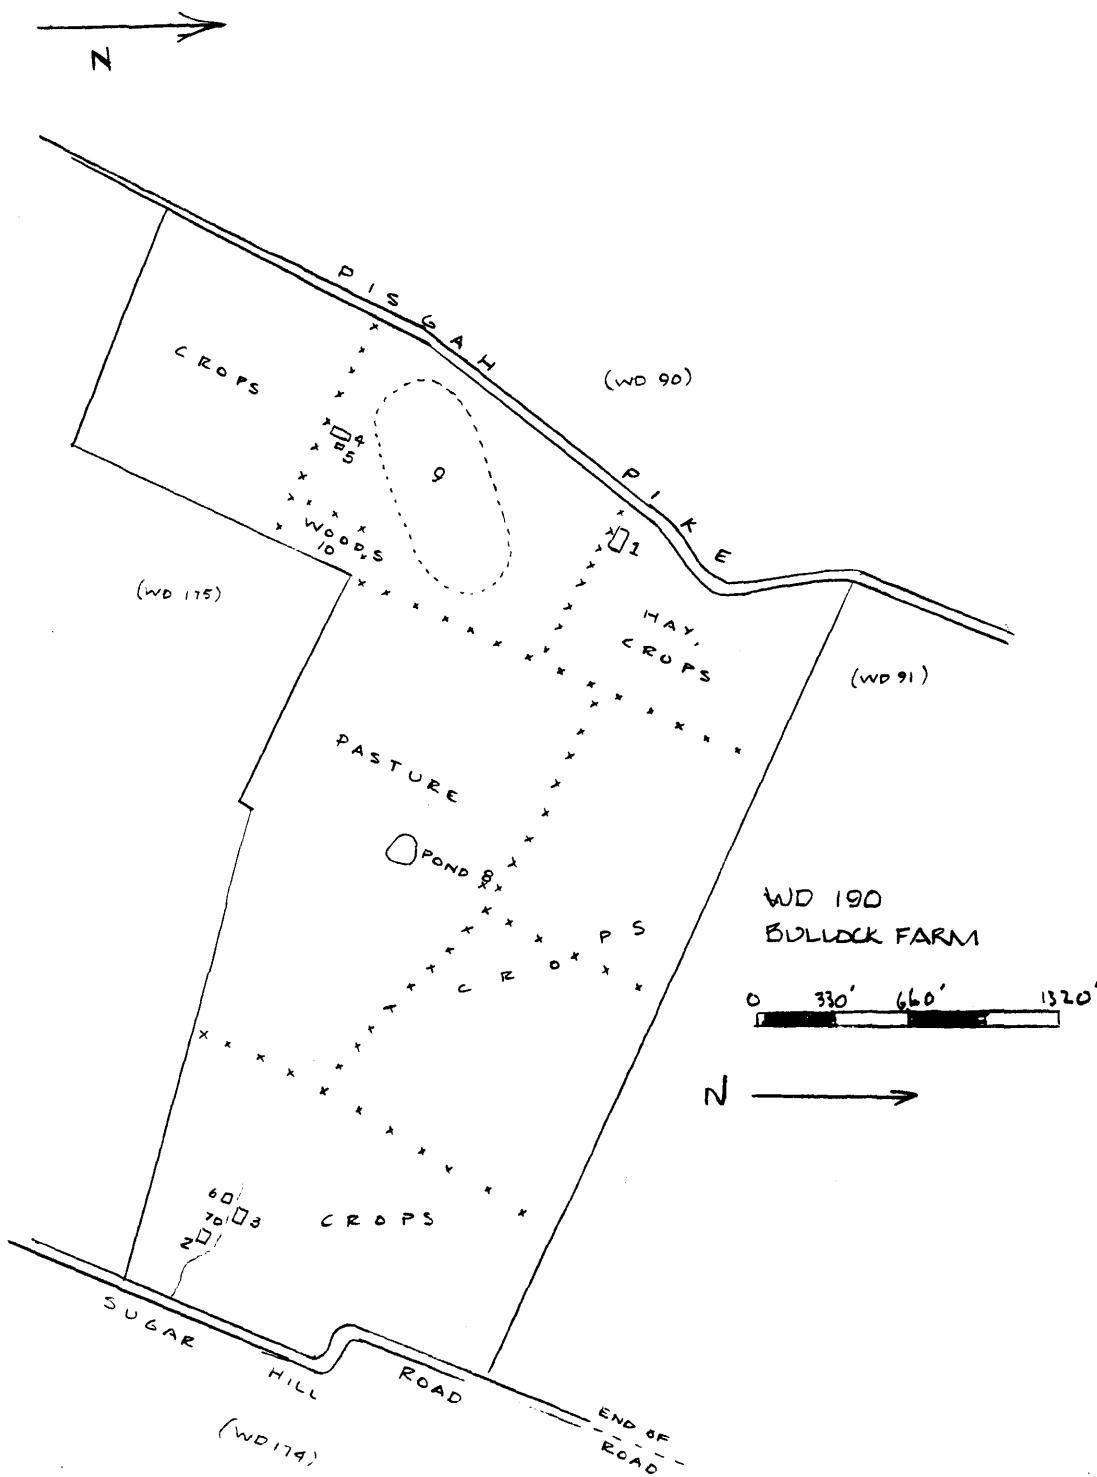 N
PISGAH PIKE
CROPS
(WD 90)
4
5
9
WOODS
10
1
(WD 175)
HAY,
CROPS
(WD 91)
PASTURE
POND 8
CROPS
WD 190
BULLOCK FARM
0 330' 660' 1320'
N
6
7
3
2
CROPS
SUGAR HILL ROAD
END OF
ROAD
(WD 174)